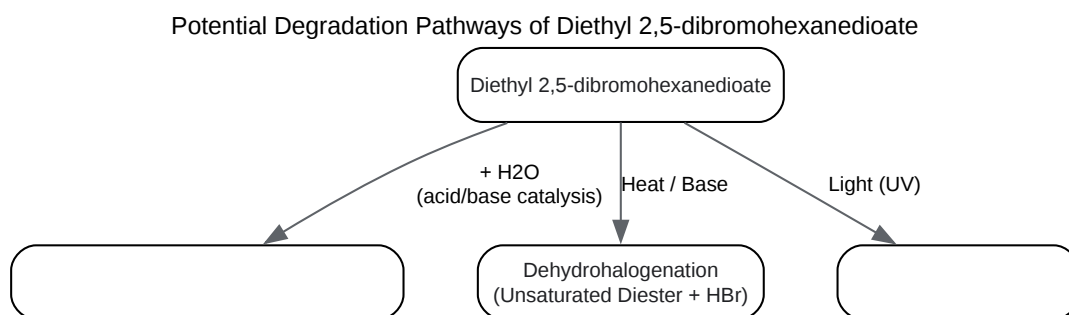 Potential Degradation Pathways of Diethyl 2,5-dibromohexanedioate
Diethyl 2,5-dibromohexanedioate
+ H2O
(acid/base catalysis)
Heat / Base
Light (UV)
Dehydrohalogenation
(Unsaturated Diester + HBr)